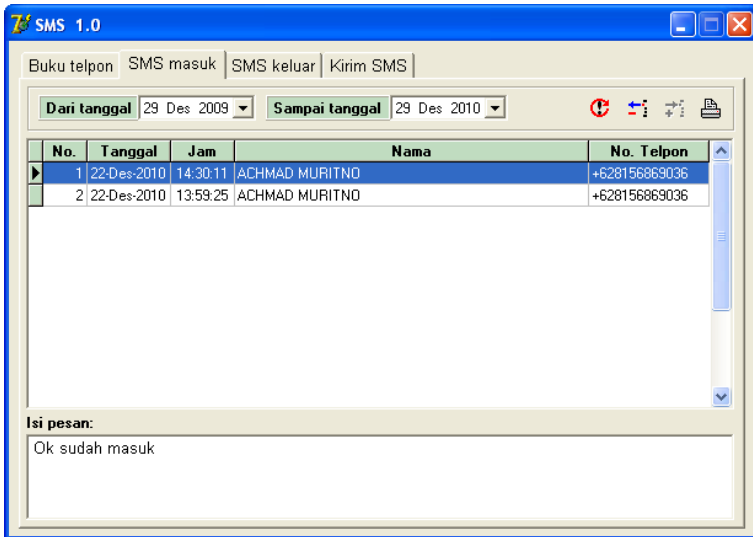 SMS 1.0
Buku telpon SMS masuk SMS keluar Kirim SMS
Dari tanggal 29 Des 2009 Sampai tanggal 29 Des 2010
No. Tanggal Jam Nama No. Telpon
1 22-Des-2010 14:30:11 ACHMAD MURITNO +628156869036
2 22-Des-2010 13:59:25 ACHMAD MURITNO +628156869036
Isi pesan:
Ok sudah masuk